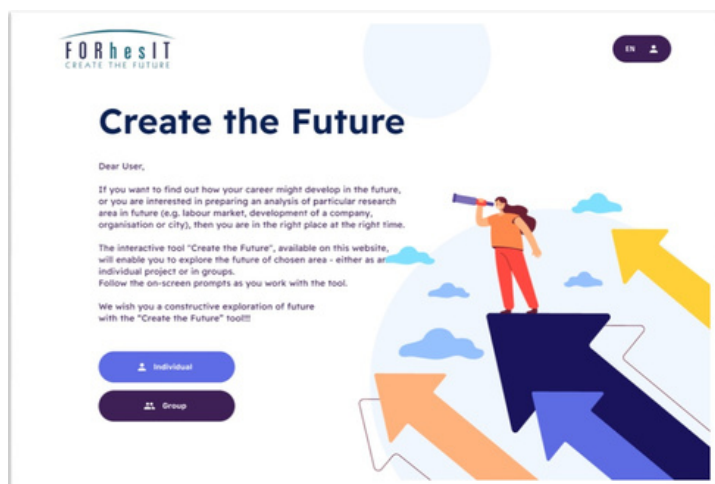 FORhesIT
CREATE THE FUTURE
EN
Create the Future
Dear User,
If you want to find out how your career might develop in the future,
or you are interested in preparing an analysis of particular research
area in future (e.g. labour market, development of a company,
organisation or city), then you are in the right place at the right time.
The interactive tool "Create the Future", available on this website,
will enable you to explore the future of chosen area - either as an
individual project or in groups.
Follow the on-screen prompts as you work with the tool.
We wish you a constructive exploration of future
with the "Create the Future" tool!!!
Individual
Group